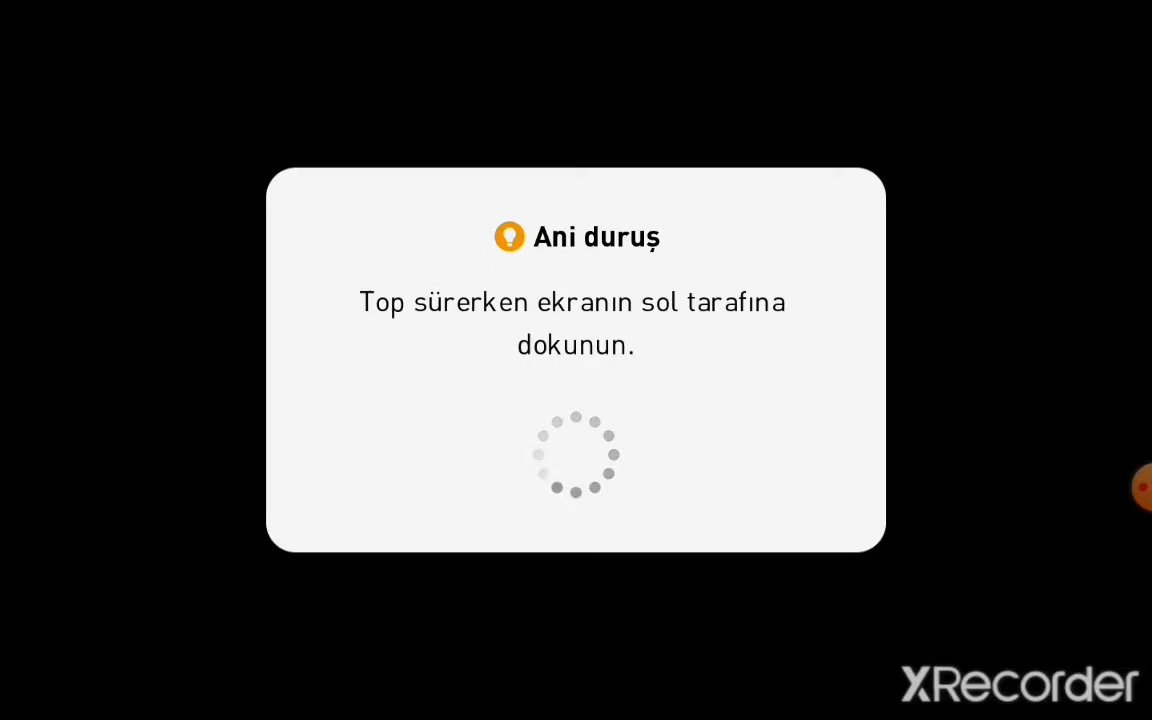 Ani duruş
Top sürerken ekranın sol tarafına
dokunun.
XRecorder